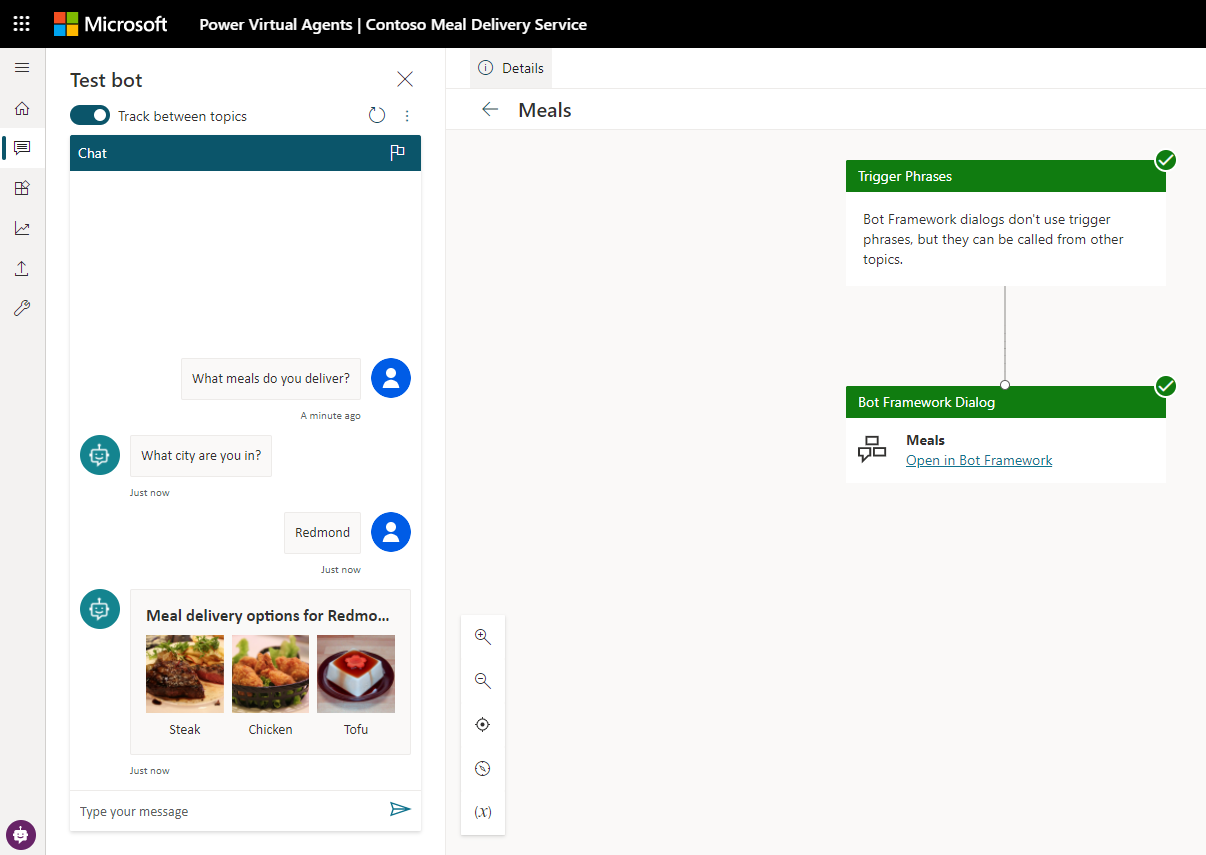 Microsoft
Power Virtual Agents | Contoso Meal Delivery Service
Test bot
Track between topics
Chat
What meals do you deliver?
A minute ago
What city are you in?
Just now
Redmond
Just now
Meal delivery options for Redmo...
Steak
Chicken
Tofu
Just now
Type your message
Details
Meals
Trigger Phrases
Bot Framework dialogs don't use trigger
phrases, but they can be called from other
topics.
Bot Framework Dialog
Meals
Open in Bot Framework
(x)